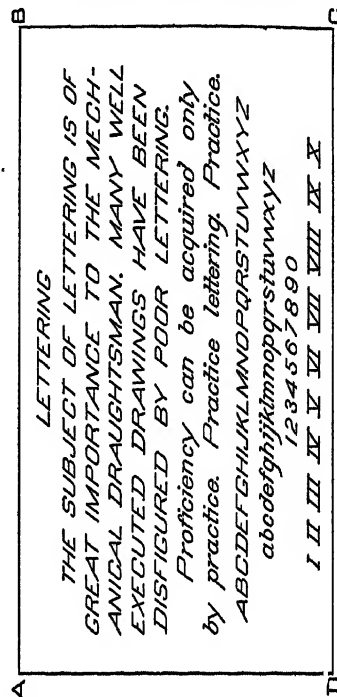 A B
LETTERING
THE SUBJECT OF LETTERING IS OF
GREAT IMPORTANCE TO THE MECH-
ANICAL DRAUGHTSMAN. MANY WELL
EXECUTED DRAWINGS HAVE BEEN
DISFIGURED BY POOR LETTERING.
Proficiency can be acquired only
by practice. Practice lettering. Practice.
ABCDEFGHIJKLMNOPQRSTUVWXYZ
abcdefghijklmnopqrstuvwxyz
1234567890
I II III IV V VI VII VIII IX X
D C